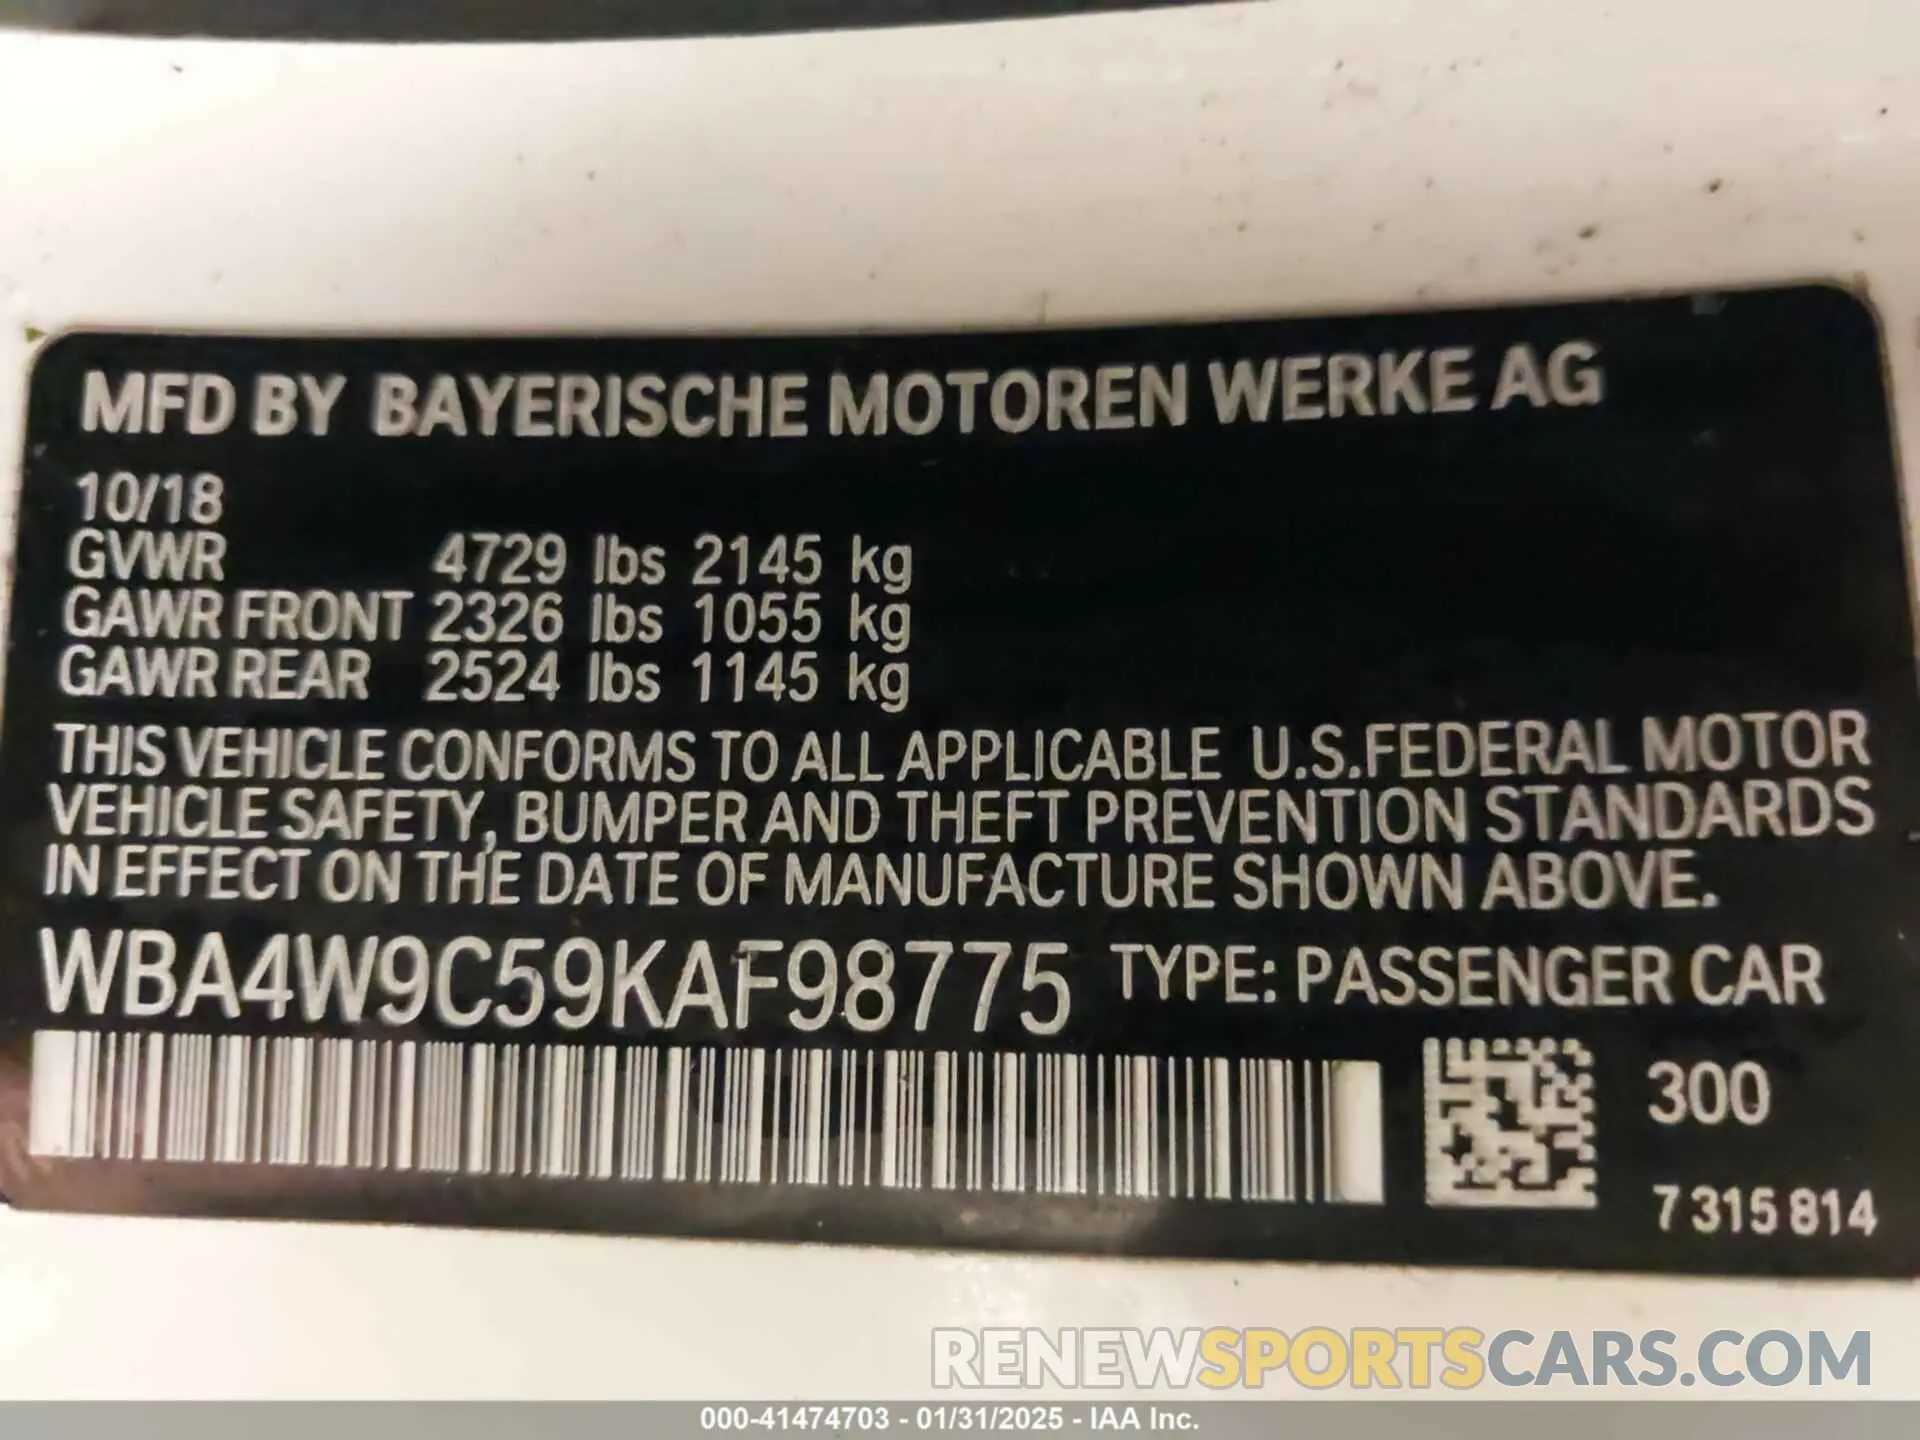 MFD BY BAYERISCHE MOTOREN WERKE AG
10/18
GVWR 4729 lbs 2145 kg
GAWR FRONT 2326 lbs 1055 kg
GAWR REAR 2524 lbs 1145 kg
THIS VEHICLE CONFORMS TO ALL APPLICABLE U.S.FEDERAL MOTOR
VEHICLE SAFETY, BUMPER AND THEFT PREVENTION STANDARDS
IN EFFECT ON THE DATE OF MANUFACTURE SHOWN ABOVE.
WBA4W9C59KAF98775 TYPE: PASSENGER CAR
300
7 315 814
RENEWSPORTSCARS.COM
000-41474703 - 01/31/2025 - IAA Inc.